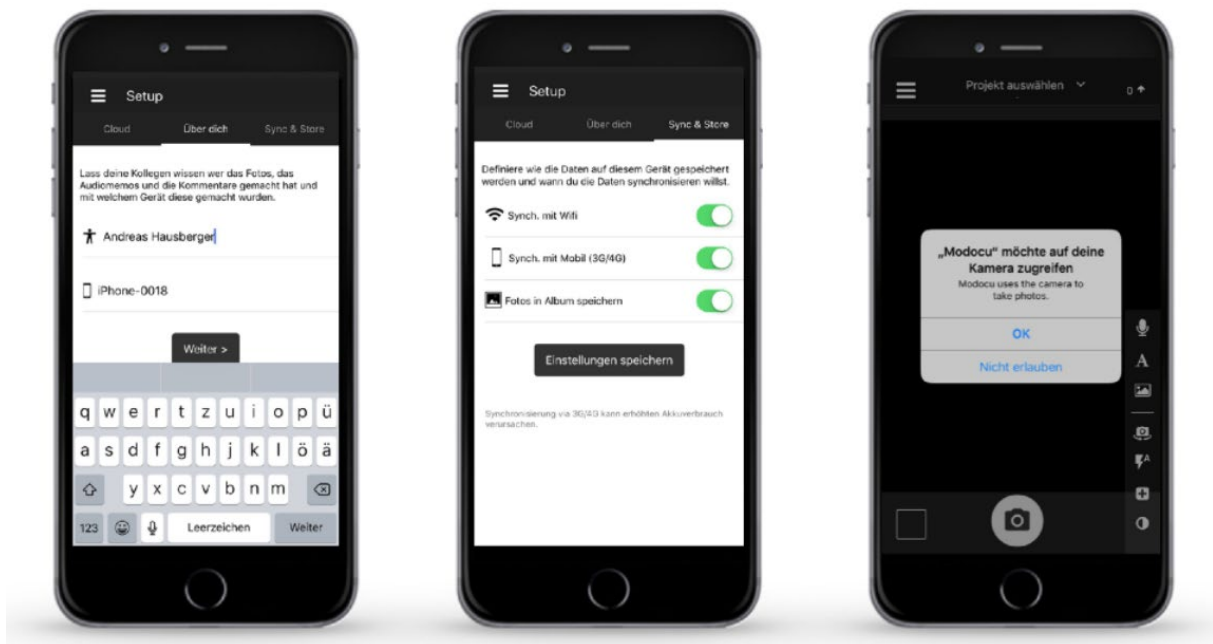 Setup
Cloud Über dich Sync & Store
Lass deine Kollegen wissen wer das Fotos, das
Audiomemos und die Kommentare gemacht hat und
mit welchem Gerät diese gemacht wurden.
Andreas Hausberger
iPhone-0018
Weiter >
q w e r t z u i o p ü
a s d f g h j k l ö ä
y x c v b n m
123 Leerzeichen Weiter
Setup
Cloud Über dich Sync & Store
Definiere wie die Daten auf diesem Gerät gespeichert
werden und wann du die Daten synchronisieren willst.
Synch. mit Wifi
Synch. mit Mobil (3G/4G)
Fotos in Album speichern
Einstellungen speichern
Synchronisierung via 3G/4G kann erhöhten Akkuverbrauch
verursachen.
Projekt auswählen
0
„Modocu“ möchte auf deine
Kamera zugreifen
Modocu uses the camera to
take photos.
OK
Nicht erlauben
A
A